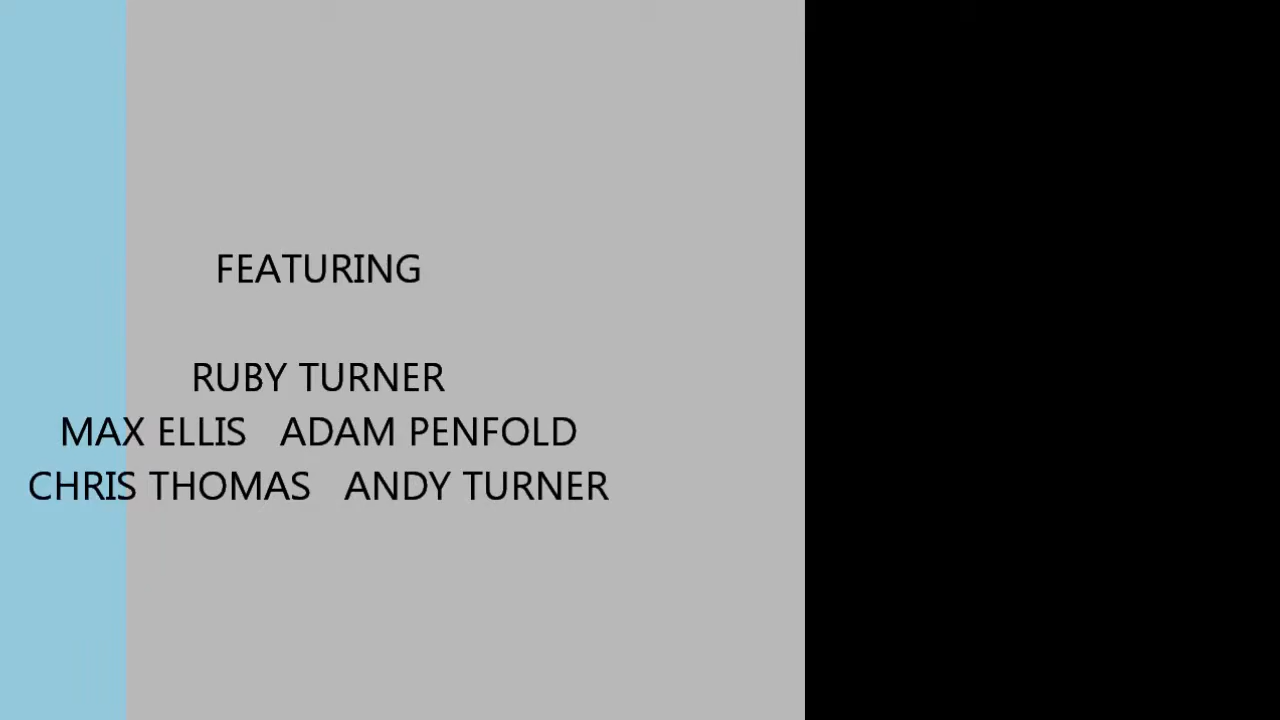 FEATURING
RUBY TURNER
MAX ELLIS   ADAM PENFOLD
CHRIS THOMAS   ANDY TURNER